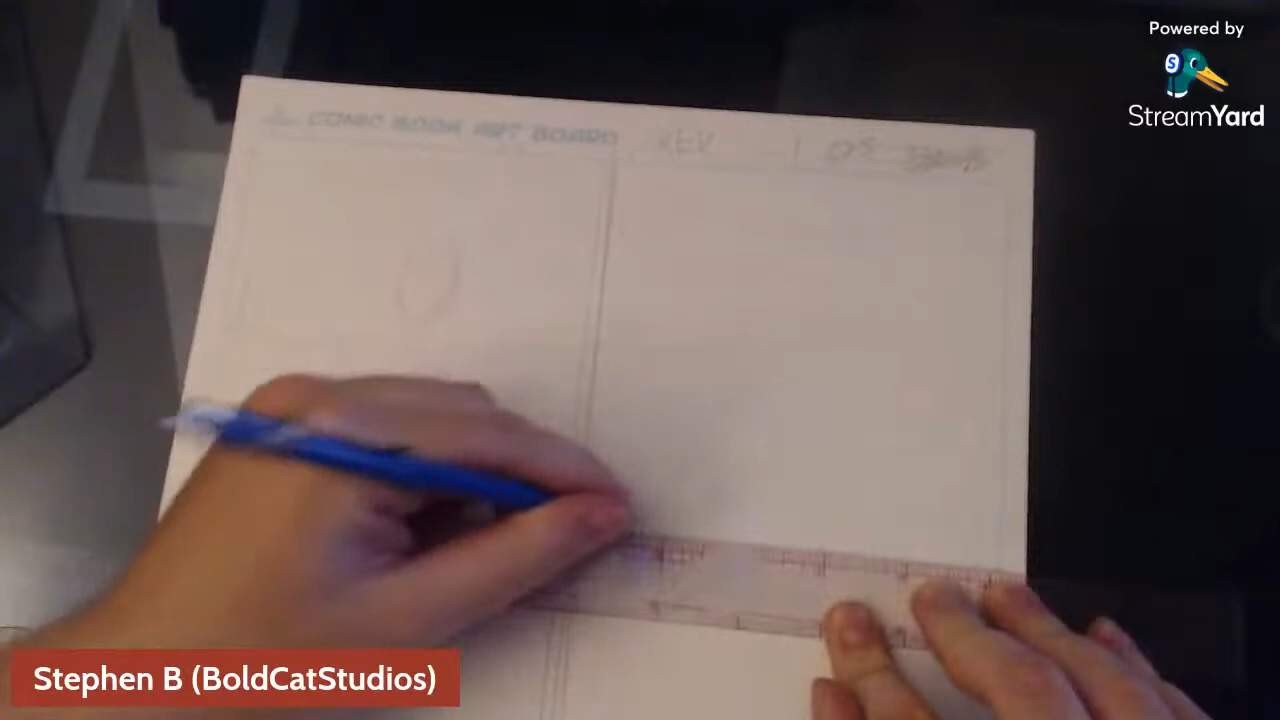 Powered by
StreamYard
COMIC BOOK ART BOARD
Stephen B (BoldCatStudios)